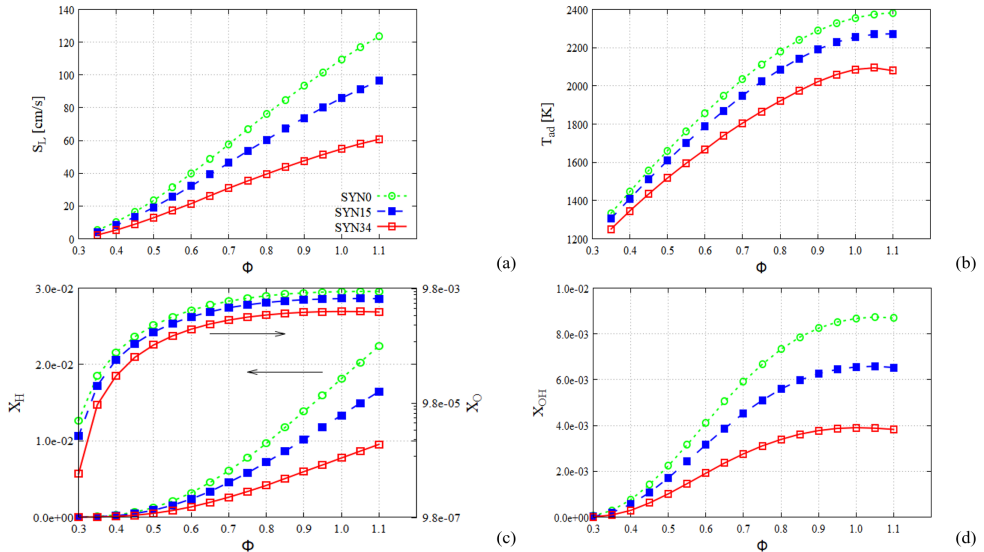 140
120
100
80
60
40
20
0
S_L [cm/s]
SYN0
SYN15
SYN34
0.3 0.4 0.5 0.6 0.7 0.8 0.9 1.0 1.1
Φ
(a)
2400
2200
2000
1800
1600
1400
1200
T_ad [K]
0.3 0.4 0.5 0.6 0.7 0.8 0.9 1.0 1.1
Φ
(b)
3.0e-02
2.0e-02
1.0e-02
0.0e+00
X_H
9.8e-03
9.8e-05
9.8e-07
X_O
0.3 0.4 0.5 0.6 0.7 0.8 0.9 1.0 1.1
Φ
(c)
1.0e-02
8.0e-03
6.0e-03
4.0e-03
2.0e-03
0.0e+00
X_OH
0.3 0.4 0.5 0.6 0.7 0.8 0.9 1.0 1.1
Φ
(d)